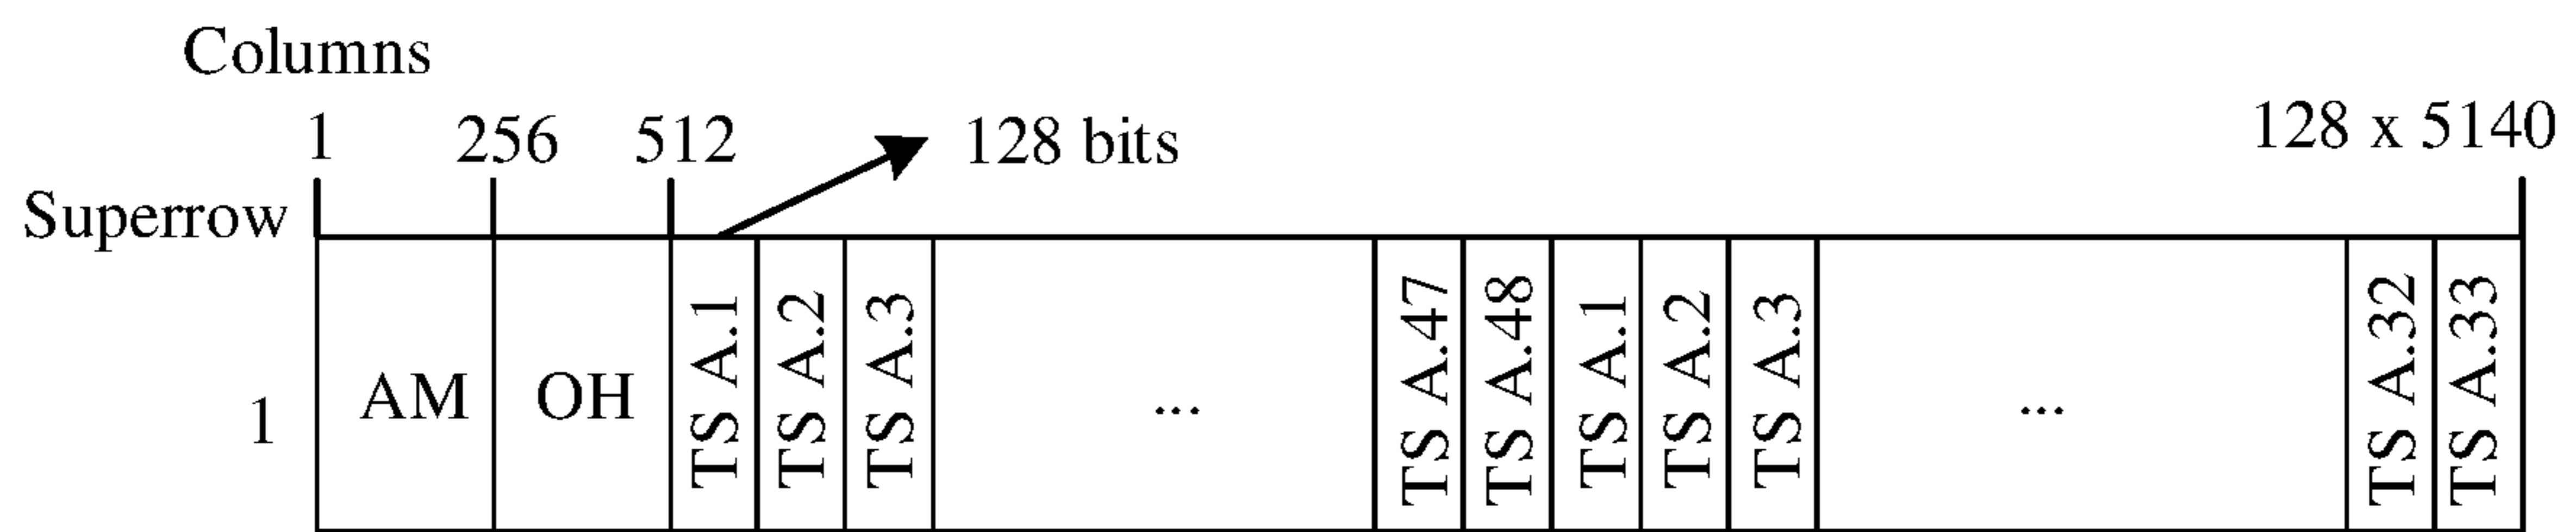 Columns
1 256 512 128 bits 128 x 5140
Superrow
1 AM OH TS A.1 TS A.2 TS A.3 ... TS A.47 TS A.48 TS A.1 TS A.2 TS A.3 ... TS A.32 TS A.33